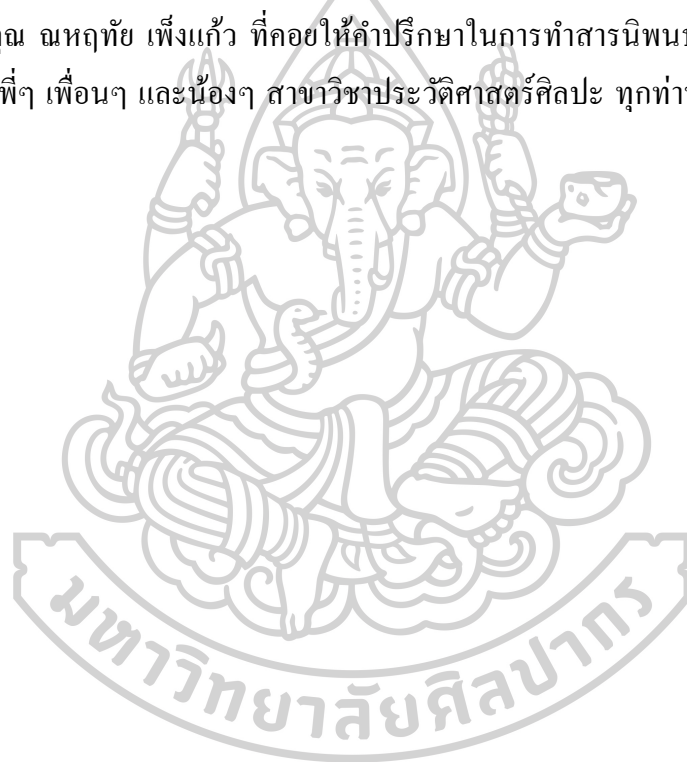 ณหฤทัย เพ็งแก้ว ที่คอยให้คำปรึกษาในการทำสารนิพน
พี่ๆ เพื่อนๆ และน้องๆ สาขาวิชาประวัติศาสตร์ศิลปะ ทุกท่า
มหาวิทยาลัยศิลปากร